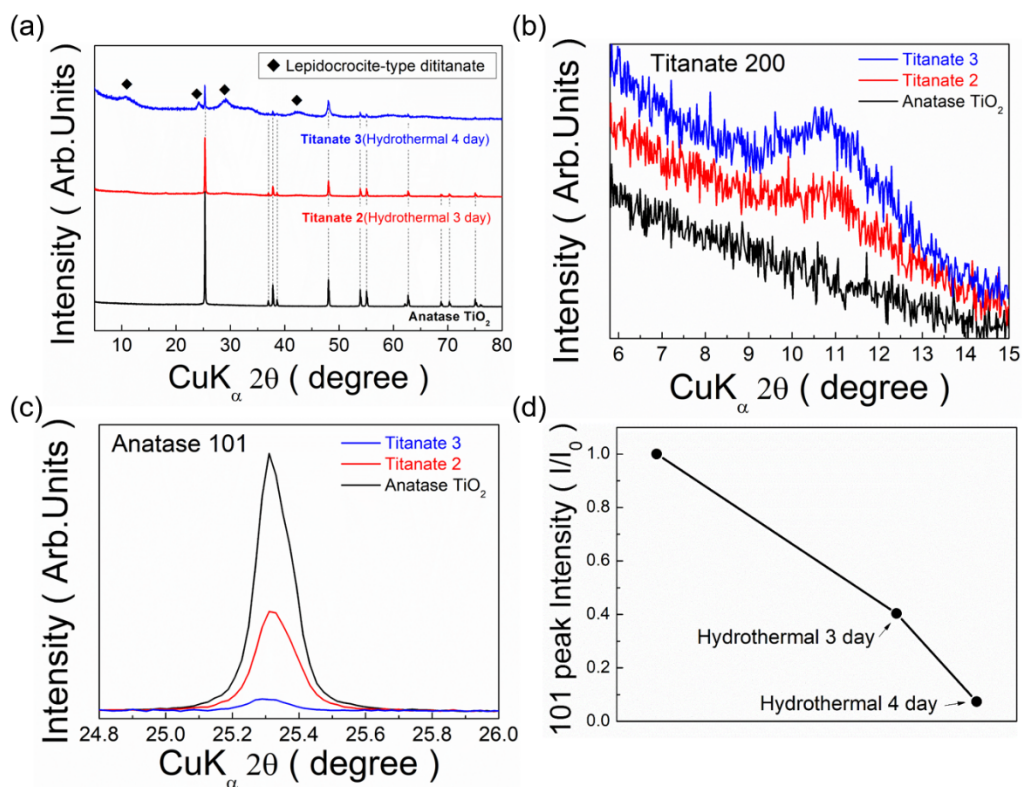 (a)
Intensity ( Arb.Units )
◆ Lepidocrocite-type dititanate
Titanate 3(Hydrothermal 4 day)
Titanate 2(Hydrothermal 3 day)
Anatase TiO2
10 20 30 40 50 60 70 80
CuKα 2θ ( degree )
(b)
Intensity ( Arb.Units )
Titanate 200
Titanate 3
Titanate 2
Anatase TiO2
6 7 8 9 10 11 12 13 14 15
CuKα 2θ ( degree )
(c)
Intensity ( Arb.Units )
Anatase 101
Titanate 3
Titanate 2
Anatase TiO2
24.8 25.0 25.2 25.4 25.6 25.8 26.0
CuKα 2θ ( degree )
(d)
101 peak Intensity ( I/I0 )
1.0
0.8
0.6
0.4
0.2
0.0
Hydrothermal 3 day
Hydrothermal 4 day